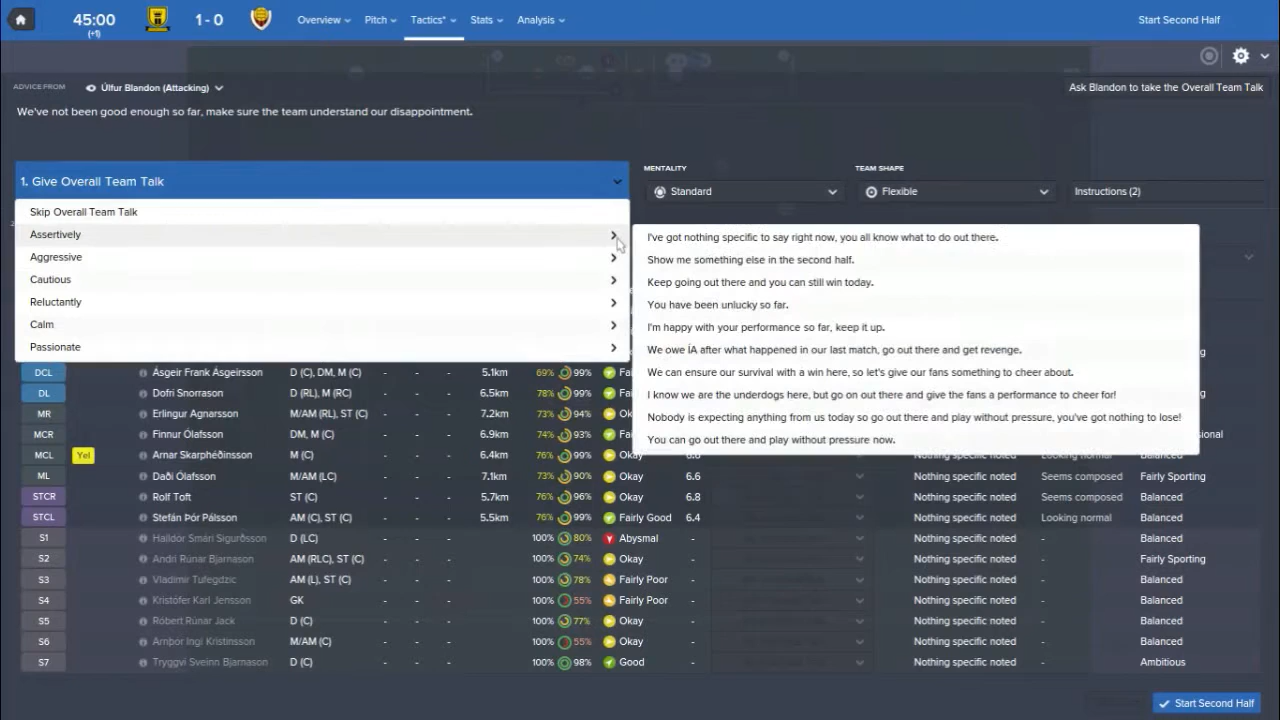 45:00
(+1)
1 - 0
Overview
Pitch
Tactics*
Stats
Analysis
Start Second Half
ADVICE FROM
Úlfur Blandon (Attacking)
Ask Blandon to take the Overall Team Talk
We've not been good enough so far, make sure the team understand our disappointment.
1. Give Overall Team Talk
MENTALITY
Standard
TEAM SHAPE
Flexible
Instructions (2)
Skip Overall Team Talk
Assertively
Aggressive
Cautious
Reluctantly
Calm
Passionate
I've got nothing specific to say right now, you all know what to do out there.
Show me something else in the second half.
Keep going out there and you can still win today.
You have been unlucky so far.
I'm happy with your performance so far, keep it up.
We owe ÍA after what happened in our last match, go out there and get revenge.
We can ensure our survival with a win here, so let's give our fans something to cheer about.
I know we are the underdogs here, but go on out there and give the fans a performance to cheer for!
Nobody is expecting anything from us today so go out there and play without pressure, you've got nothing to lose!
You can go out there and play without pressure now.
DCL Ásgeir Frank Ásgeirsson D (C), DM, M (C) - - - 5.1km 69% 99%
DL Dofri Snorrason D (RL), M (RC) - - - 6.5km 78% 99%
MR Erlingur Agnarsson M/AM (RL), ST (C) - - - 7.2km 73% 94%
MCR Finnur Ólafsson DM, M (C) - - - 6.9km 74% 93%
MCL Yel Arnar Skarphéðinsson M (C) - - - 6.4km 76% 99% Okay 6.6 Nothing specific noted Looking normal Balanced
ML Daði Ólafsson M/AM (LC) - - - 7.1km 73% 90% Okay 6.6 Nothing specific noted Seems composed Fairly Sporting
STCR Rolf Toft ST (C) - - - 5.7km 76% 96% Okay 6.8 Nothing specific noted Seems composed Balanced
STCL Stefán Þór Pálsson AM (C), ST (C) - - - 5.5km 76% 99% Fairly Good 6.4 Nothing specific noted Looking normal Balanced
S1 Halldór Smári Sigurðsson D (LC) - - - 100% 80% Abysmal - Nothing specific noted - Balanced
S2 Andri Rúnar Bjarnason AM (RLC), ST (C) - - - 100% 74% Okay - Nothing specific noted - Fairly Sporting
S3 Vladimir Tufegdzic AM (L), ST (C) - - - 100% 78% Fairly Poor - Nothing specific noted - Balanced
S4 Kristófer Karl Jensson GK - - - 100% 55% Fairly Poor - Nothing specific noted - Balanced
S5 Róbert Rúnar Jack D (C) - - - 100% 77% Okay - Nothing specific noted - Balanced
S6 Arnþór Ingi Kristinsson M/AM (C) - - - 100% 55% Okay - Nothing specific noted - Balanced
S7 Tryggvi Sveinn Bjarnason D (C) - - - 100% 98% Good - Nothing specific noted - Ambitious
Start Second Half